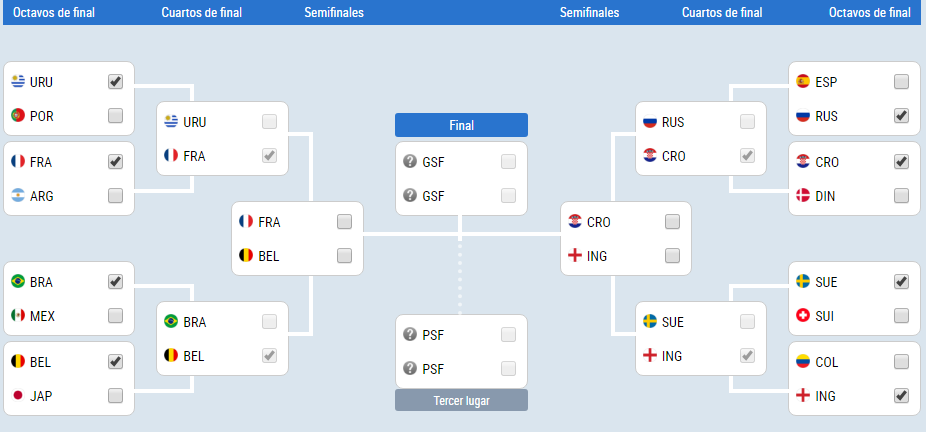 Octavos de final
Cuartos de final
Semifinales
Semifinales
Cuartos de final
Octavos de final
URU
POR
FRA
ARG
BRA
MEX
BEL
JAP
URU
FRA
BRA
BEL
FRA
BEL
Final
GSF
GSF
PSF
PSF
Tercer lugar
CRO
ING
RUS
CRO
SUE
ING
ESP
RUS
CRO
DIN
SUE
SUI
COL
ING